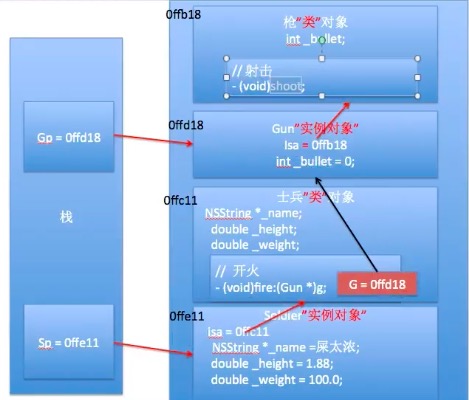 0ffb18
枪“类”对象
int _bullet;
// 射击
- (void)shoot;
Gp = 0ffd18
0ffd18
Gun“实例对象“
Isa = 0ffb18
int _bullet = 0;
栈
0ffc11
士兵“类”对象
NSString *_name;
double _height;
double _weight;
// 开火
- (void)fire:(Gun *)g;
G = 0ffd18
Sp = 0ffe11
0ffe11
Soldier“实例对象“
isa = 0ffc11
NSString *_name =屎太浓;
double _height = 1.88;
double _weight = 100.0;